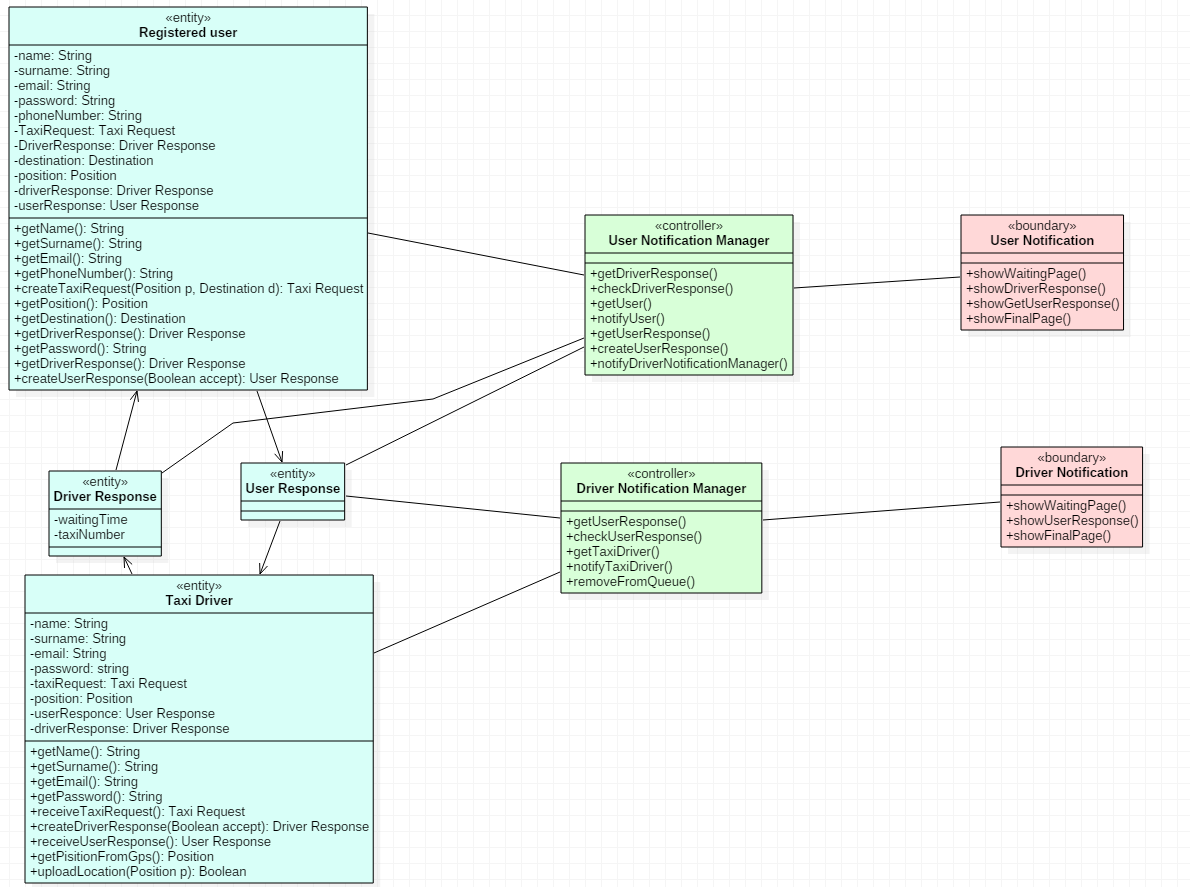 «entity»
Registered user
-name: String
-surname: String
-email: String
-password: String
-phoneNumber: String
-TaxiRequest: Taxi Request
-DriverResponse: Driver Response
-destination: Destination
-position: Position
-driverResponse: Driver Response
-userResponse: User Response
+getName(): String
+getSurname(): String
+getEmail(): String
+getPhoneNumber(): String
+createTaxiRequest(Position p, Destination d): Taxi Request
+getPosition(): Position
+getDestination(): Destination
+getDriverResponse(): Driver Response
+getPassword(): String
+getDriverResponse(): Driver Response
+createUserResponse(Boolean accept): User Response
«controller»
User Notification Manager
+getDriverResponse()
+checkDriverResponse()
+getUser()
+notifyUser()
+getUserResponse()
+createUserResponse()
+notifyDriverNotificationManager()
«boundary»
User Notification
+showWaitingPage()
+showDriverResponse()
+showGetUserResponse()
+showFinalPage()
«entity»
Driver Response
-waitingTime
-taxiNumber
«entity»
User Response
«controller»
Driver Notification Manager
+getUserResponse()
+checkUserResponse()
+getTaxiDriver()
+notifyTaxiDriver()
+removeFromQueue()
«boundary»
Driver Notification
+showWaitingPage()
+showUserResponse()
+showFinalPage()
«entity»
Taxi Driver
-name: String
-surname: String
-email: String
-password: string
-taxiRequest: Taxi Request
-position: Position
-userResponce: User Response
-driverResponse: Driver Response
+getName(): String
+getSurname(): String
+getEmail(): String
+getPassword(): String
+receiveTaxiRequest(): Taxi Request
+createDriverResponse(Boolean accept): Driver Response
+receiveUserResponse(): User Response
+getPisitionFromGps(): Position
+uploadLocation(Position p): Boolean